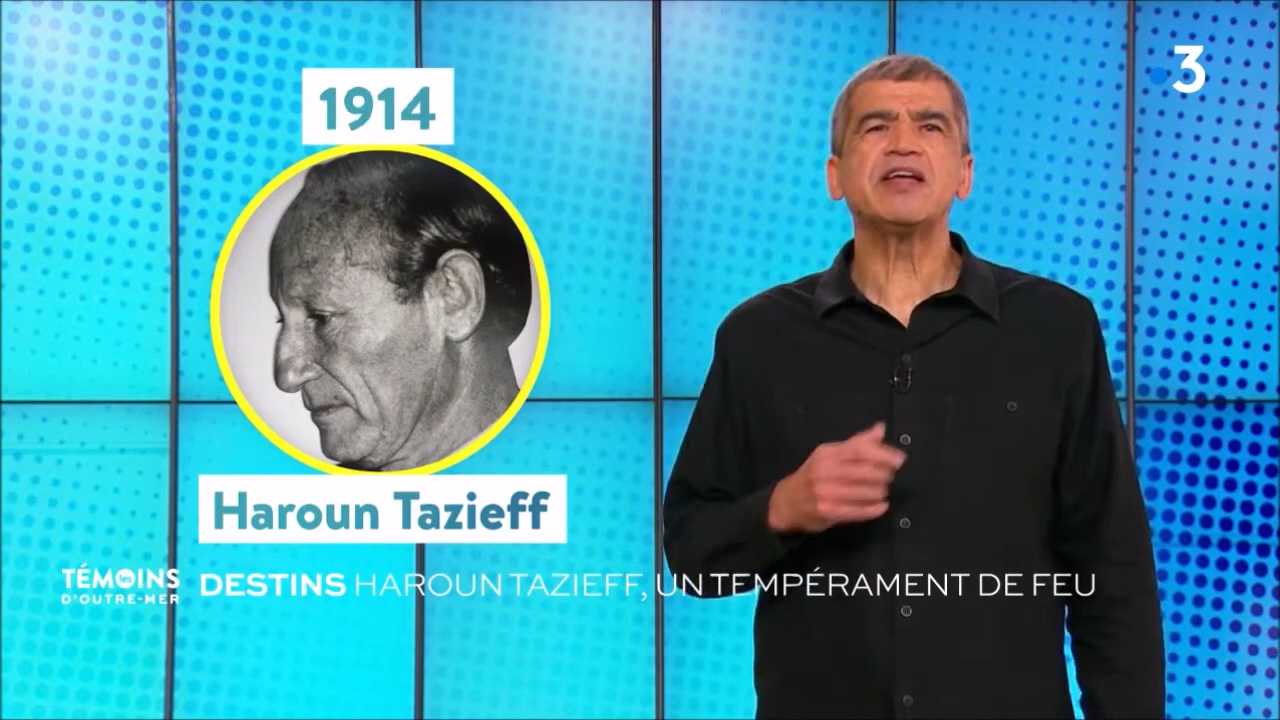 3
1914
Haroun Tazieff
TÉMOINS
D'OUTRE-MER
DESTINS HAROUN TAZIEFF, UN TEMPÉRAMENT DE FEU